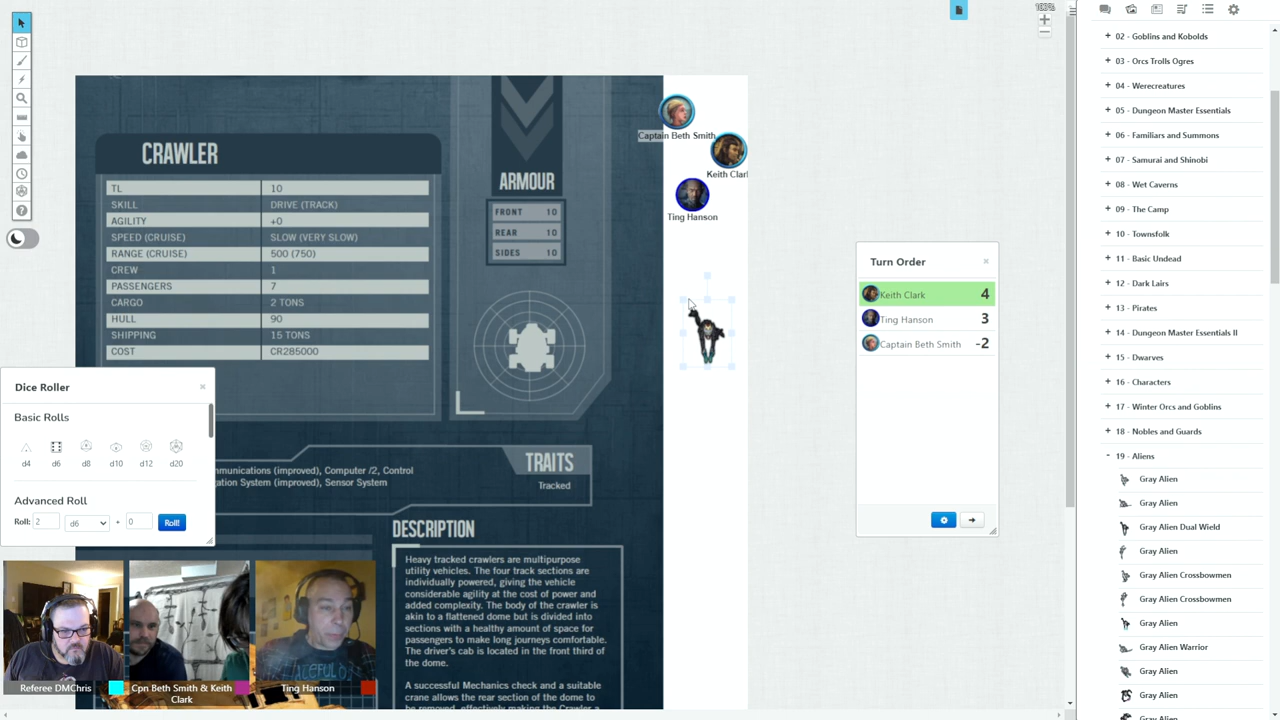 100%
CRAWLER
TL 10
SKILL DRIVE (TRACK)
AGILITY +0
SPEED (CRUISE) SLOW (VERY SLOW)
RANGE (CRUISE) 500 (750)
CREW 1
PASSENGERS 7
CARGO 2 TONS
HULL 90
SHIPPING 15 TONS
COST CR285000
ARMOUR
FRONT 10
REAR 10
SIDES 10
Captain Beth Smith
Keith Clark
Ting Hanson
Turn Order
Keith Clark 4
Ting Hanson 3
Captain Beth Smith -2
Dice Roller
Basic Rolls
d4 d6 d8 d10 d12 d20
Advanced Roll
Roll: 2 d6 + 0 Roll!
mmunications (improved), Computer /2, Control
gation System (improved), Sensor System
TRAITS
Tracked
DESCRIPTION
Heavy tracked crawlers are multipurpose
utility vehicles. The four track sections are
individually powered, giving the vehicle
considerable agility at the cost of power and
added complexity. The body of the crawler is
akin to a flattened dome but is divided into
sections with a healthy amount of space for
passengers to make long journeys comfortable.
The driver's cab is located in the front third of
the dome.
A successful Mechanics check and a suitable
crane allows the rear section of the dome to
be removed, effectively making the Crawler a
Referee DMChris
Cpn Beth Smith & Keith
Clark
Ting Hanson
02 - Goblins and Kobolds
03 - Orcs Trolls Ogres
04 - Werecreatures
05 - Dungeon Master Essentials
06 - Familiars and Summons
07 - Samurai and Shinobi
08 - Wet Caverns
09 - The Camp
10 - Townsfolk
11 - Basic Undead
12 - Dark Lairs
13 - Pirates
14 - Dungeon Master Essentials II
15 - Dwarves
16 - Characters
17 - Winter Orcs and Goblins
18 - Nobles and Guards
19 - Aliens
Gray Alien
Gray Alien
Gray Alien Dual Wield
Gray Alien
Gray Alien Crossbowmen
Gray Alien Crossbowmen
Gray Alien
Gray Alien Warrior
Gray Alien
Gray Alien
Gray Alien